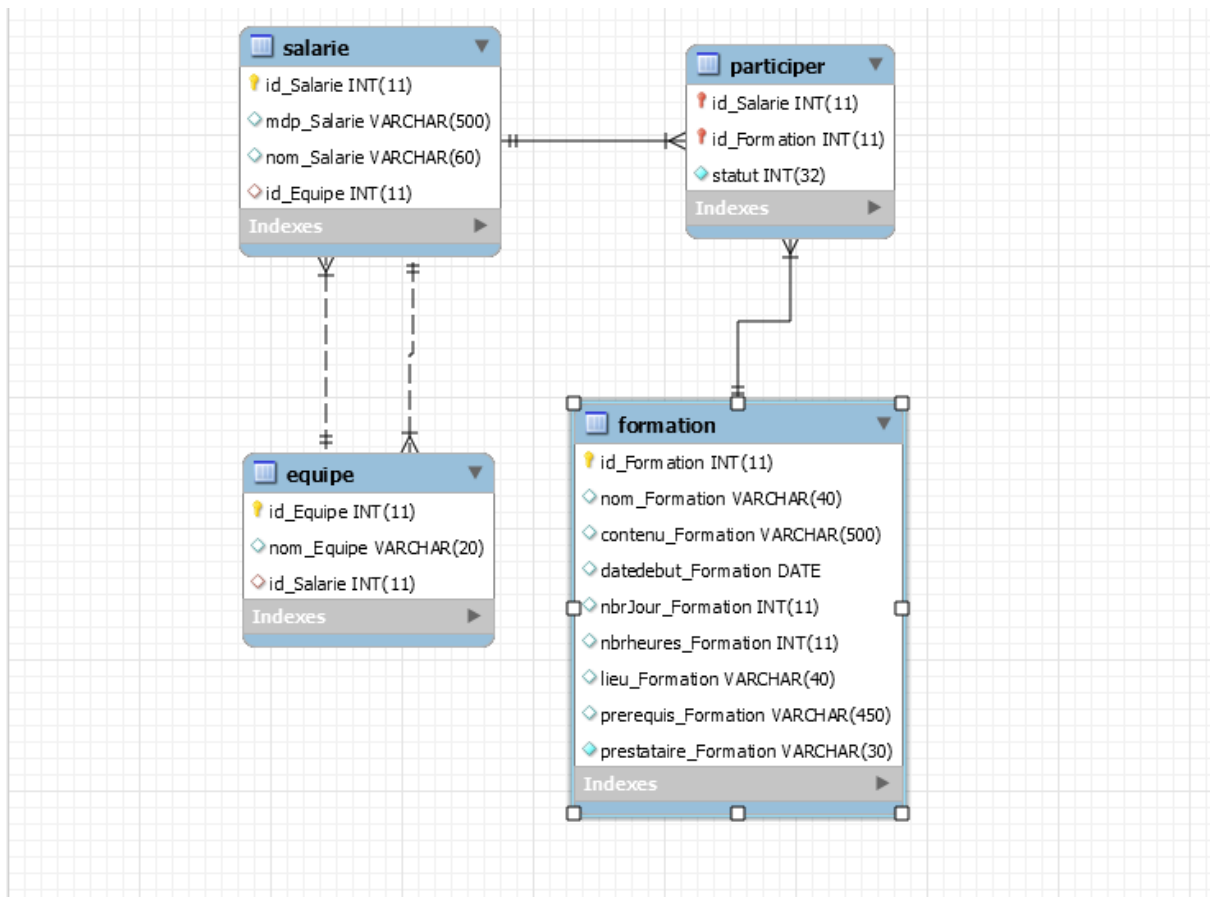 salarie
id_Salarie INT(11)
mdp_Salarie VARCHAR(500)
nom_Salarie VARCHAR(60)
id_Equipe INT(11)
Indexes
participer
id_Salarie INT(11)
id_Formation INT(11)
statut INT(32)
Indexes
equipe
id_Equipe INT(11)
nom_Equipe VARCHAR(20)
id_Salarie INT(11)
Indexes
formation
id_Formation INT(11)
nom_Formation VARCHAR(40)
contenu_Formation VARCHAR(500)
datedebut_Formation DATE
nbrJour_Formation INT(11)
nbrheures_Formation INT(11)
lieu_Formation VARCHAR(40)
prerequis_Formation VARCHAR(450)
prestataire_Formation VARCHAR(30)
Indexes